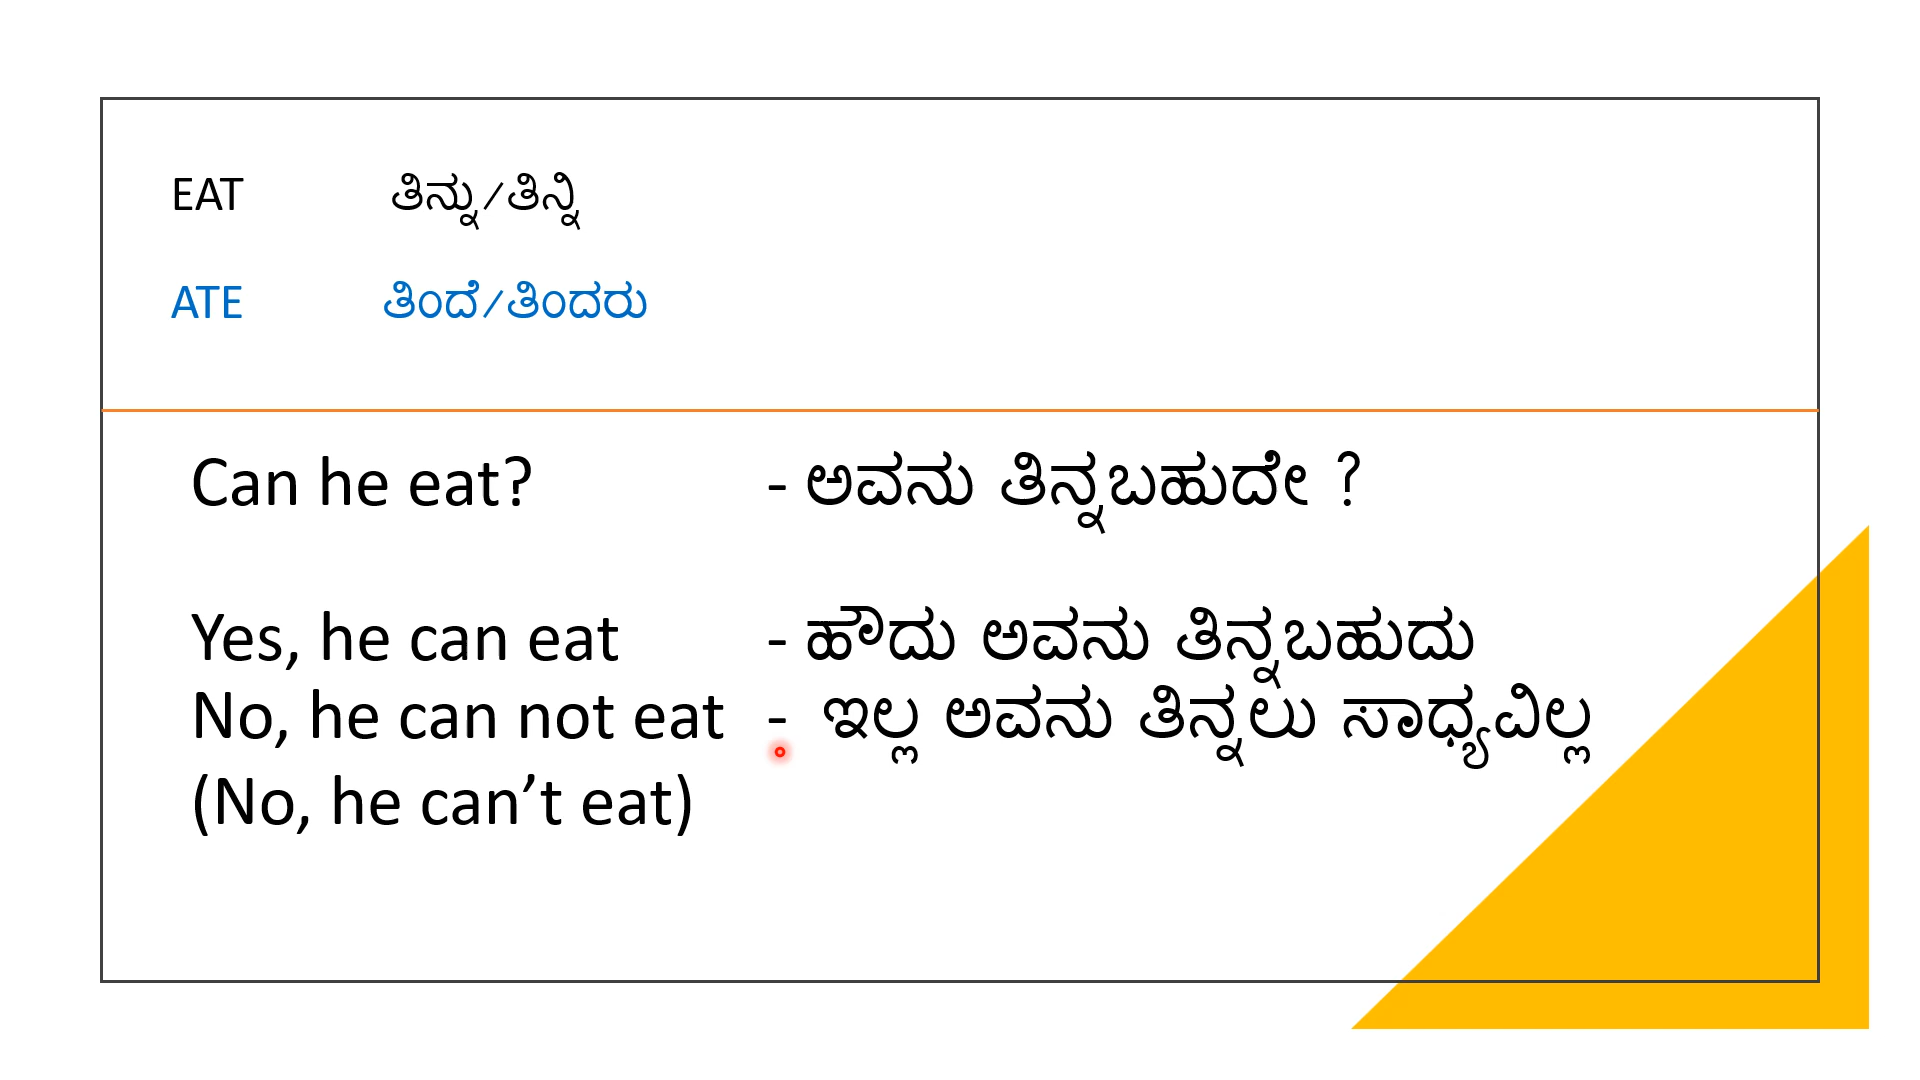 EAT ತಿನ್ನು/ತಿನ್ನಿ
ATE ತಿಂದೆ/ತಿಂದರು
Can he eat? - ಅವನು ತಿನ್ನಬಹುದೇ ?
Yes, he can eat - ಹೌದು ಅವನು ತಿನ್ನಬಹುದು
No, he can not eat - ಇಲ್ಲ ಅವನು ತಿನ್ನಲು ಸಾಧ್ಯವಿಲ್ಲ
(No, he can’t eat)